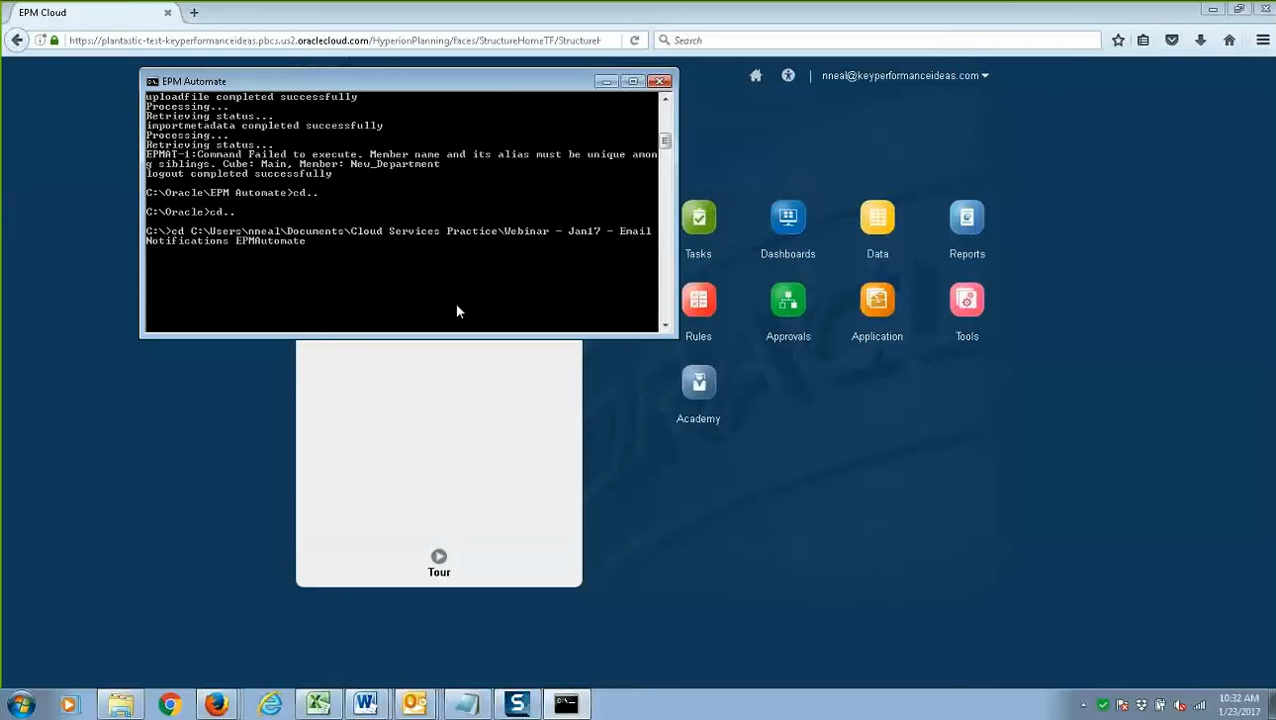 EPM Cloud
https://plantastic-test-keyperformanceideas.pbcs.us2.oraclecloud.com/HyperionPlanning/faces/StructureHomeTF/StructureH
Search
nneal@keyperformanceideas.com
EPM Automate
uploadfile completed successfully
Processing...
Retrieving status...
importmetadata completed successfully
Processing...
Retrieving status...
EPMAT-1:Command Failed to execute. Member name and its alias must be unique amon
g siblings. Cube: Main, Member: New_Department
logout completed successfully
C:\Oracle\EPM Automate>cd..
C:\Oracle>cd..
C:\>cd C:\Users\nneal\Documents\Cloud Services Practice\Webinar - Jan17 - Email
Notifications EPMAutomate
Tasks
Dashboards
Data
Reports
Rules
Approvals
Application
Tools
Academy
Tour
10:32 AM
1/23/2017